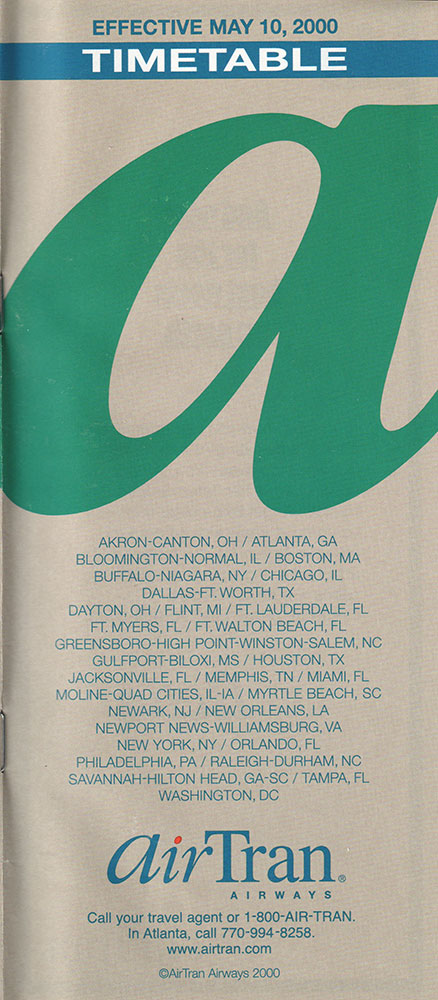 EFFECTIVE MAY 10, 2000
TIMETABLE
a
AKRON-CANTON, OH / ATLANTA, GA
BLOOMINGTON-NORMAL, IL / BOSTON, MA
BUFFALO-NIAGARA, NY / CHICAGO, IL
DALLAS-FT. WORTH, TX
DAYTON, OH / FLINT, MI / FT. LAUDERDALE, FL
FT. MYERS, FL / FT. WALTON BEACH, FL
GREENSBORO-HIGH POINT-WINSTON-SALEM, NC
GULFPORT-BILOXI, MS / HOUSTON, TX
JACKSONVILLE, FL / MEMPHIS, TN / MIAMI, FL
MOLINE-QUAD CITIES, IL-IA / MYRTLE BEACH, SC
NEWARK, NJ / NEW ORLEANS, LA
NEWPORT NEWS-WILLIAMSBURG, VA
NEW YORK, NY / ORLANDO, FL
PHILADELPHIA, PA / RALEIGH-DURHAM, NC
SAVANNAH-HILTON HEAD, GA-SC / TAMPA, FL
WASHINGTON, DC
airTran®
AIRWAYS
Call your travel agent or 1-800-AIR-TRAN.
In Atlanta, call 770-994-8258.
www.airtran.com
©AirTran Airways 2000